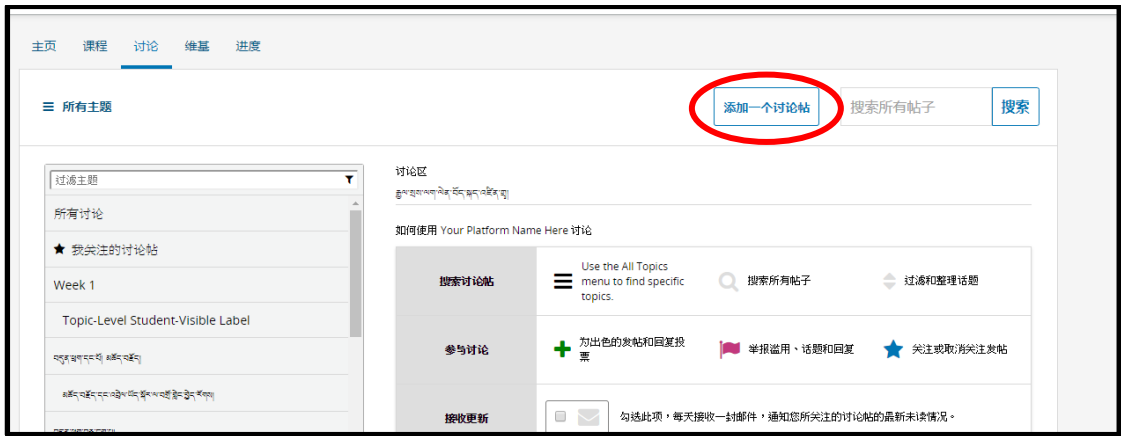 主页 课程 讨论 维基 进度
所有主题
添加一个讨论帖
搜索所有帖子
搜索
过滤主题
所有讨论
我关注的讨论帖
Week 1
Topic-Level Student-Visible Label
讨论区
如何使用 Your Platform Name Here 讨论
搜索讨论帖
Use the All Topics
menu to find specific
topics.
搜索所有帖子
过滤和整理话题
参与讨论
为出色的发帖和回复投
票
举报滥用、话题和回复
关注或取消关注发帖
接收更新
勾选此项，每天接收一封邮件，通知您所关注的讨论帖的最新未读情况。